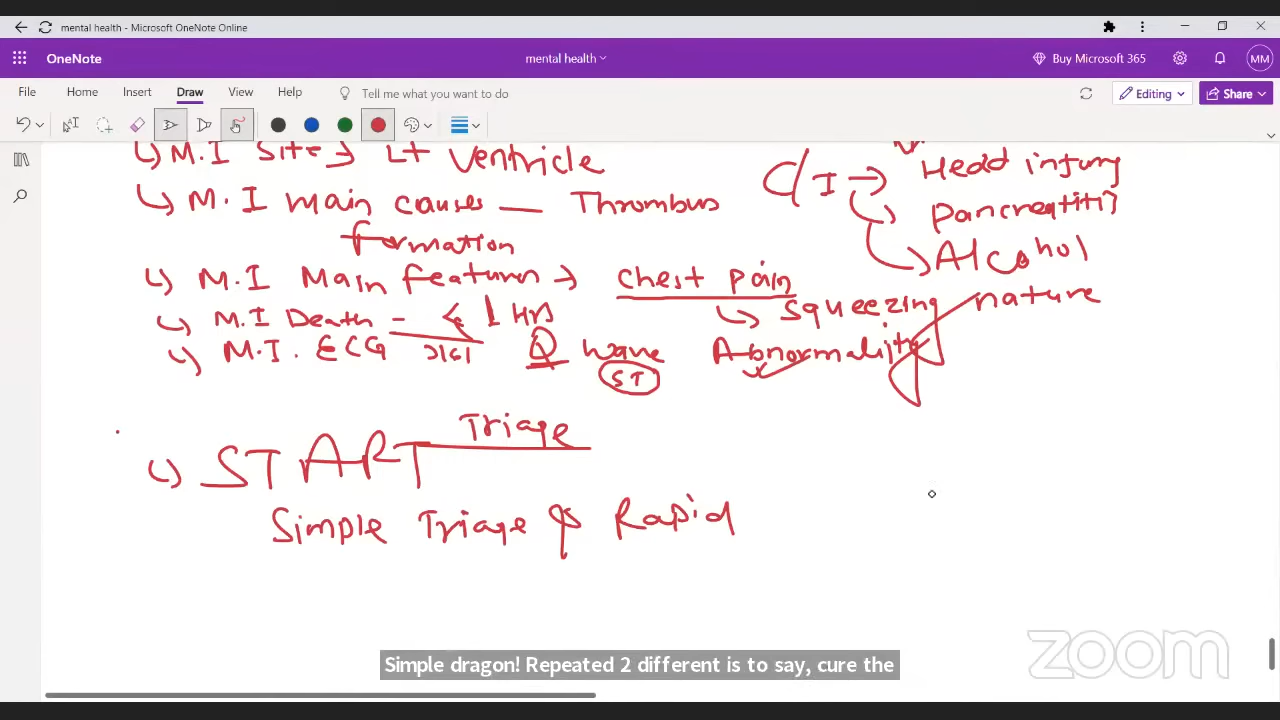 mental health - Microsoft OneNote Online
OneNote
mental health
Buy Microsoft 365
MM
File Home Insert Draw View Help Tell me what you want to do
Editing
Share
M.I Site → Lt Ventricle
M.I main causes — Thrombus
formation
M.I Main features → chest pain
squeezing nature
M.I Death - < 1 Hrs
M.I. ECG Q wave Abnormality
ST
C/I → Head injury
Pancreatitis
Alcohol
START Triage
Simple Triage & Rapid
Simple dragon! Repeated 2 different is to say, cure the
zoom